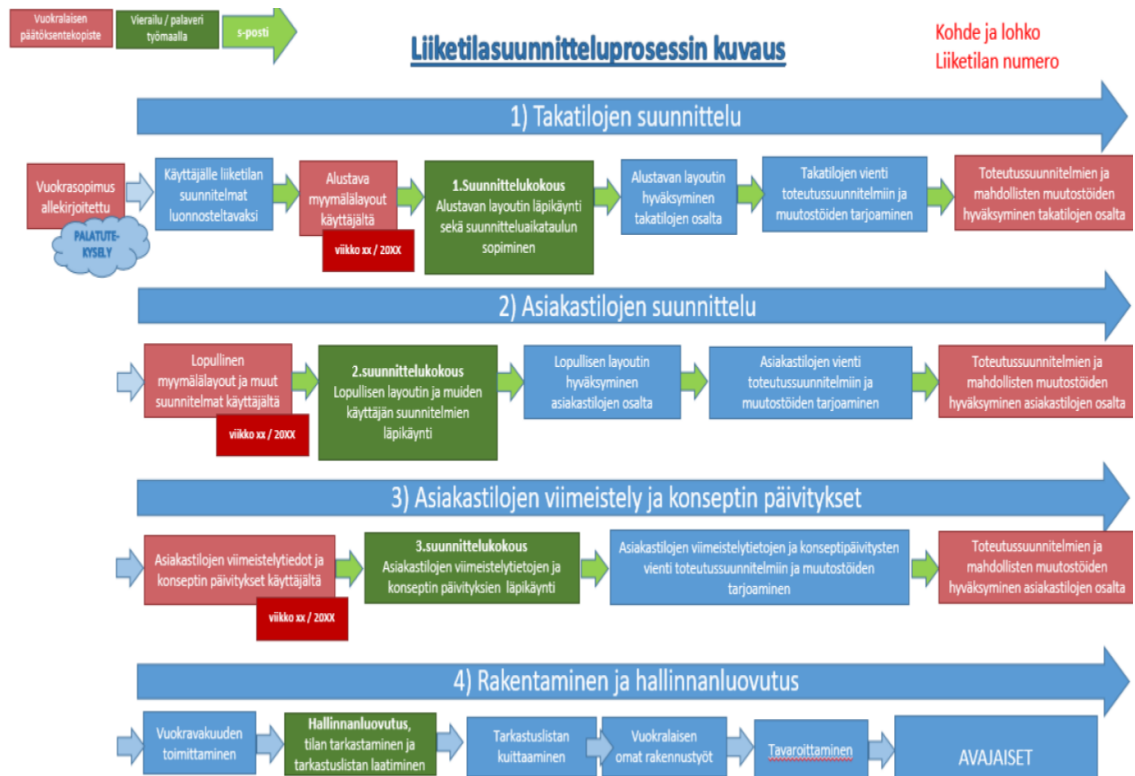 Vuokralaisen
päätöksentekopiste
Vierailu / palaveri
työmaalla
s-posti
Liiketilasuunnitteluprosessin kuvaus
Kohde ja lohko
Liiketilan numero
1) Takatilojen suunnittelu
Vuokrasopimus
allekirjoitettu
PALATUTE-
KYSELY
Käyttäjälle liiketilan
suunnitelmat
luonnosteltavaksi
Alustava
myymälälayout
käyttäjältä
viikko xx / 20XX
1.Suunnittelukokous
Alustavan layoutin läpikäynti
sekä suunnitteluaikataulun
sopiminen
Alustavan layoutin
hyväksyminen
takatilojen osalta
Takatilojen vienti
toteutussuunnitelmiin ja
muutostöiden tarjoaminen
Toteutussuunnitelmien ja
mahdollisten muutostöiden
hyväksyminen takatilojen osalta
2) Asiakastilojen suunnittelu
Lopullinen
myymälälayout ja muut
suunnitelmat käyttäjältä
viikko xx / 20XX
2.suunnittelukokous
Lopullisen layoutin ja muiden
käyttäjän suunnitelmien
läpikäynti
Lopullisen layoutin
hyväksyminen
asiakastilojen osalta
Asiakastilojen vienti
toteutussuunnitelmiin ja
muutostöiden tarjoaminen
Toteutussuunnitelmien ja
mahdollisten muutostöiden
hyväksyminen asiakastilojen osalta
3) Asiakastilojen viimeistely ja konseptin päivitykset
Asiakastilojen viimeistelytiedot ja
konseptin päivitykset käyttäjältä
viikko xx / 20XX
3.suunnittelukokous
Asiakastilojen viimeistelytietojen ja
konseptin päivityksien läpikäynti
Asiakastilojen viimeistelytietojen ja konseptipäivitysten
vienti toteutussuunnitelmiin ja muutostöiden
tarjoaminen
Toteutussuunnitelmien ja
mahdollisten muutostöiden
hyväksyminen asiakastilojen osalta
4) Rakentaminen ja hallinnanluovutus
Vuokravakuuden
toimittaminen
Hallinnanluovutus,
tilan tarkastaminen ja
tarkastuslistan laatiminen
Tarkastuslistan
kuittaaminen
Vuokralaisen
omat rakennustyöt
Tavaroittaminen
AVAJAISET